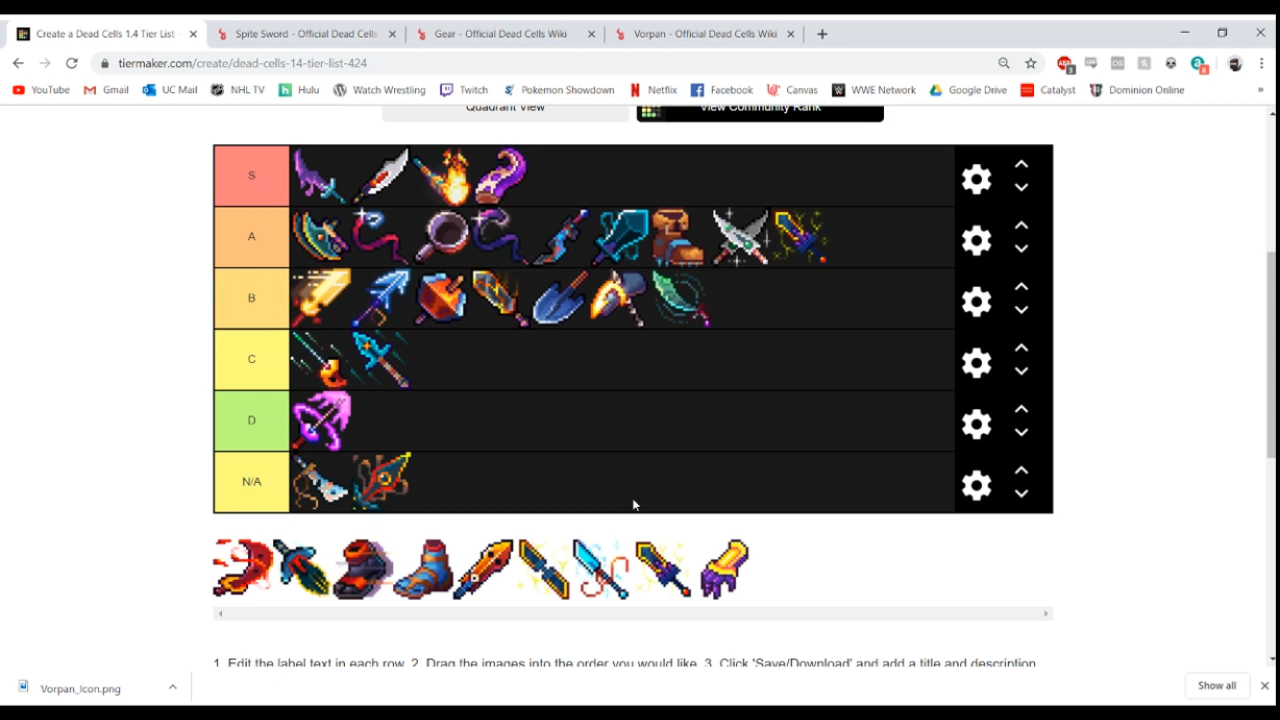 Create a Dead Cells 1.4 Tier List -
Spite Sword - Official Dead Cells
Gear - Official Dead Cells Wiki
Vorpan - Official Dead Cells Wiki
tiermaker.com/create/dead-cells-14-tier-list-424
YouTube
Gmail
UC Mail
NHL TV
Hulu
Watch Wrestling
Twitch
Pokemon Showdown
Netflix
Facebook
Canvas
WWE Network
Google Drive
Catalyst
Dominion Online
»
Quadrant View
View Community Rank
S
A
B
C
D
N/A
1. Edit the label text in each row. 2. Drag the images into the order you would like. 3. Click 'Save/Download' and add a title and description.
Vorpan_Icon.png
Show all